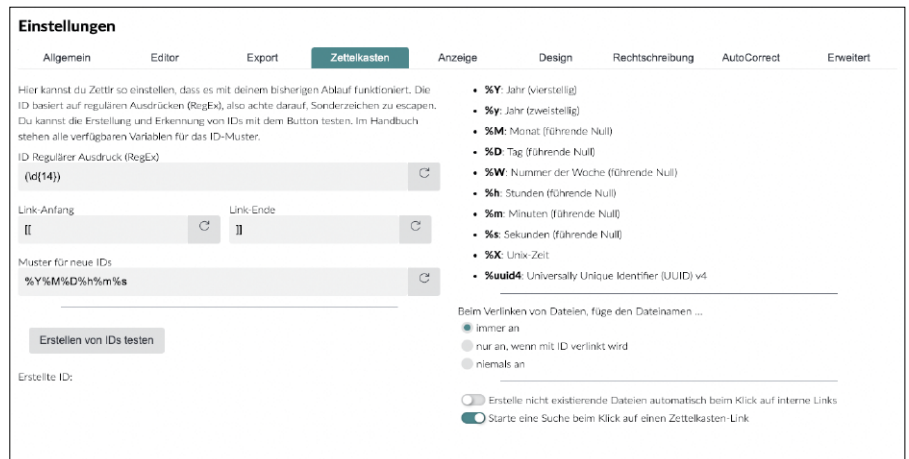 Einstellungen
Allgemein Editor Export Zettelkasten Anzeige Design Rechtschreibung AutoCorrect Erweitert
Hier kannst du Zettlr so einstellen, dass es mit deinem bisherigen Ablauf funktioniert. Die
ID basiert auf regulären Ausdrücken (RegEx), also achte darauf, Sonderzeichen zu escapen.
Du kannst die Erstellung und Erkennung von IDs mit dem Button testen. Im Handbuch
stehen alle verfügbaren Variablen für das ID-Muster.
ID Regulärer Ausdruck (RegEx)
(\d{14})
Link-Anfang Link-Ende
[[ ]]
Muster für neue IDs
%Y%M%D%h%m%s
Erstellen von IDs testen
Erstellte ID:
• %Y: Jahr (vierstellig)
• %y: Jahr (zweistellig)
• %M: Monat (führende Null)
• %D: Tag (führende Null)
• %W: Nummer der Woche (führende Null)
• %h: Stunden (führende Null)
• %m: Minuten (führende Null)
• %s: Sekunden (führende Null)
• %X: Unix-Zeit
• %uuid4: Universally Unique Identifier (UUID) v4
Beim Verlinken von Dateien, füge den Dateinamen ...
immer an
nur an, wenn mit ID verlinkt wird
niemals an
Erstelle nicht existierende Dateien automatisch beim Klick auf interne Links
Starte eine Suche beim Klick auf einen Zettelkasten-Link